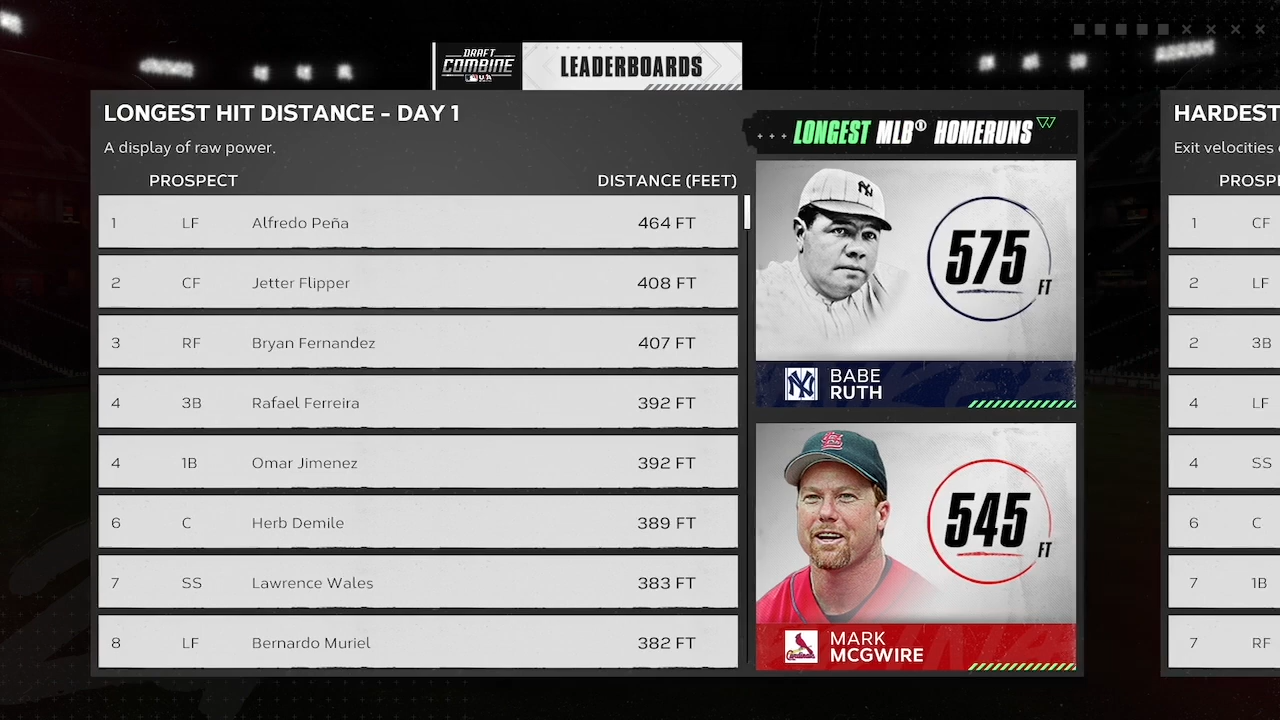 DRAFT
COMBINE
LEADERBOARDS
LONGEST HIT DISTANCE - DAY 1
A display of raw power.
PROSPECT DISTANCE (FEET)
1 LF Alfredo Peña 464 FT
2 CF Jetter Flipper 408 FT
3 RF Bryan Fernandez 407 FT
4 3B Rafael Ferreira 392 FT
4 1B Omar Jimenez 392 FT
6 C Herb Demile 389 FT
7 SS Lawrence Wales 383 FT
8 LF Bernardo Muriel 382 FT
LONGEST MLB® HOMERUNS
575
FT
BABE
RUTH
545
FT
Cardinals
MARK
MCGWIRE
HARDEST
Exit velocities
PROSP
1 CF
2 LF
2 3B
4 LF
4 SS
6 C
7 1B
7 RF